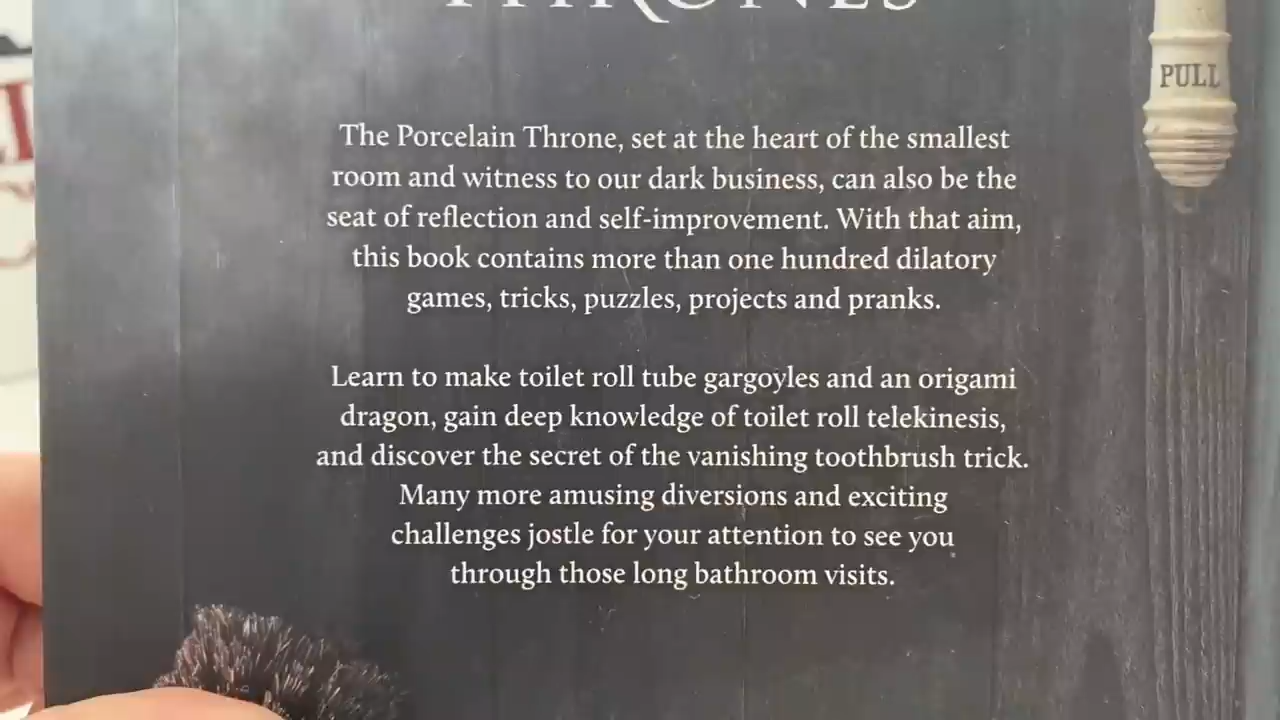 THRONES
PULL
The Porcelain Throne, set at the heart of the smallest
room and witness to our dark business, can also be the
seat of reflection and self-improvement. With that aim,
this book contains more than one hundred dilatory
games, tricks, puzzles, projects and pranks.
Learn to make toilet roll tube gargoyles and an origami
dragon, gain deep knowledge of toilet roll telekinesis,
and discover the secret of the vanishing toothbrush trick.
Many more amusing diversions and exciting
challenges jostle for your attention to see you
through those long bathroom visits.